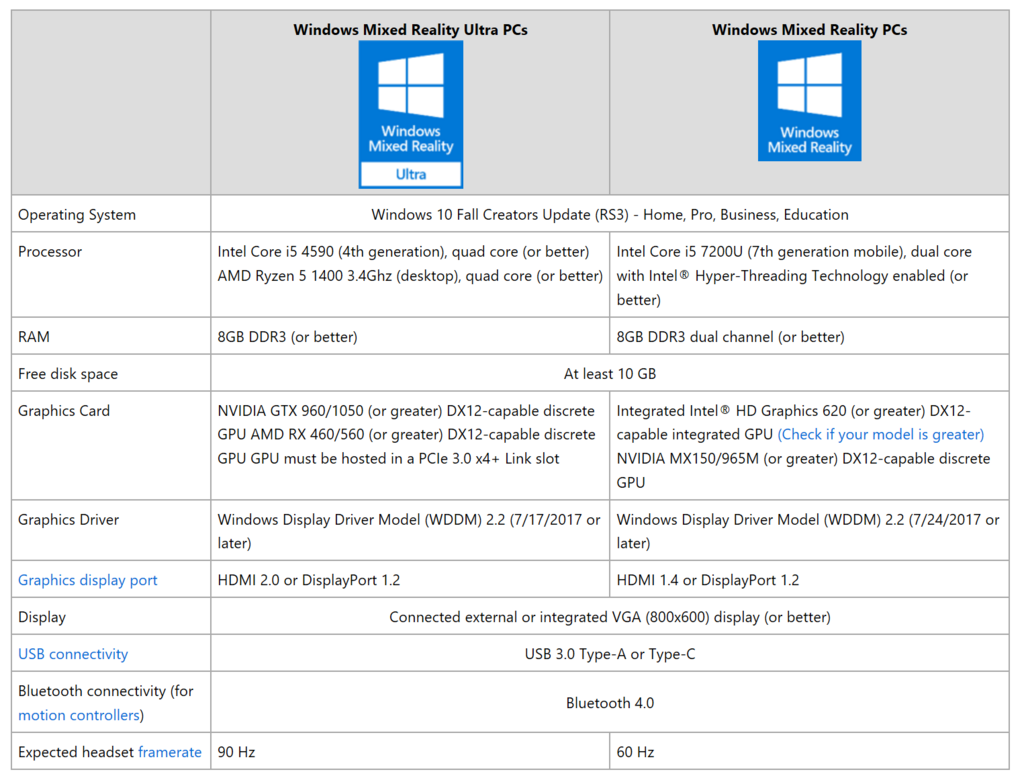 Windows Mixed Reality Ultra PCs
Windows Mixed Reality PCs
Windows
Mixed Reality
Ultra
Windows
Mixed Reality
Operating System
Windows 10 Fall Creators Update (RS3) - Home, Pro, Business, Education
Processor
Intel Core i5 4590 (4th generation), quad core (or better)
AMD Ryzen 5 1400 3.4Ghz (desktop), quad core (or better)
Intel Core i5 7200U (7th generation mobile), dual core
with Intel® Hyper-Threading Technology enabled (or
better)
RAM
8GB DDR3 (or better)
8GB DDR3 dual channel (or better)
Free disk space
At least 10 GB
Graphics Card
NVIDIA GTX 960/1050 (or greater) DX12-capable discrete
GPU AMD RX 460/560 (or greater) DX12-capable discrete
GPU GPU must be hosted in a PCIe 3.0 x4+ Link slot
Integrated Intel® HD Graphics 620 (or greater) DX12-
capable integrated GPU (Check if your model is greater)
NVIDIA MX150/965M (or greater) DX12-capable discrete
GPU
Graphics Driver
Windows Display Driver Model (WDDM) 2.2 (7/17/2017 or
later)
Windows Display Driver Model (WDDM) 2.2 (7/24/2017 or
later)
Graphics display port
HDMI 2.0 or DisplayPort 1.2
HDMI 1.4 or DisplayPort 1.2
Display
Connected external or integrated VGA (800x600) display (or better)
USB connectivity
USB 3.0 Type-A or Type-C
Bluetooth connectivity (for
motion controllers)
Bluetooth 4.0
Expected headset framerate
90 Hz
60 Hz